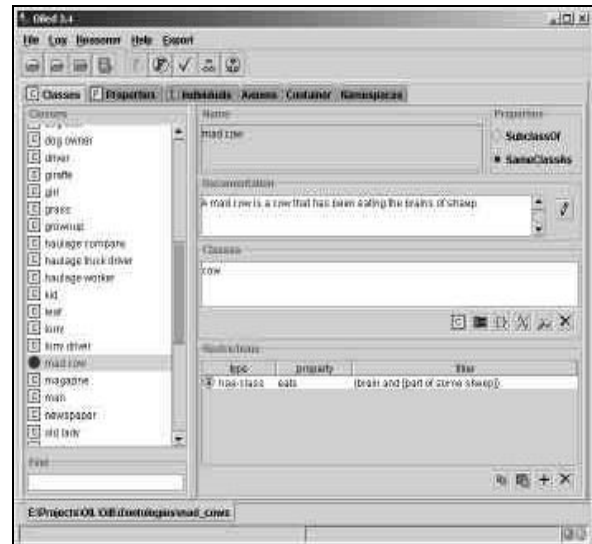 OilEd 3.4
File Log Reasoner Help Export
Classes Properties Individuals Axioms Container Namespaces
Classes
dog owner
driver
giraffe
girl
grass
grownup
haulage company
haulage truck driver
haulage worker
kid
leaf
lorry
lorry driver
mad cow
magazine
man
newspaper
old lady
Find
Name
mad cow
Properties
SubclassOf
SameClassAs
Documentation
A mad cow is a cow that has been eating the brains of sheep
Classes
cow
Restrictions
type property filler
has-class eats (brain and (part of some sheep))